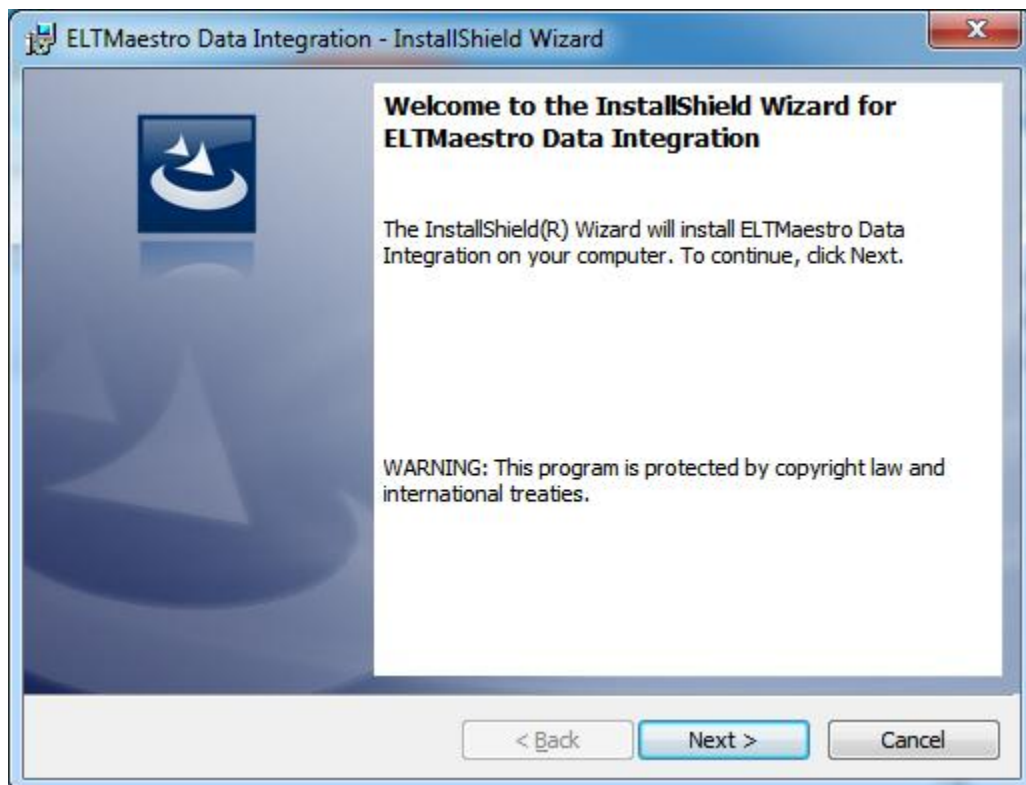 ELTMaestro Data Integration - InstallShield Wizard
Welcome to the InstallShield Wizard for
ELTMaestro Data Integration
The InstallShield(R) Wizard will install ELTMaestro Data
Integration on your computer. To continue, click Next.
WARNING: This program is protected by copyright law and
international treaties.
< Back Next > Cancel